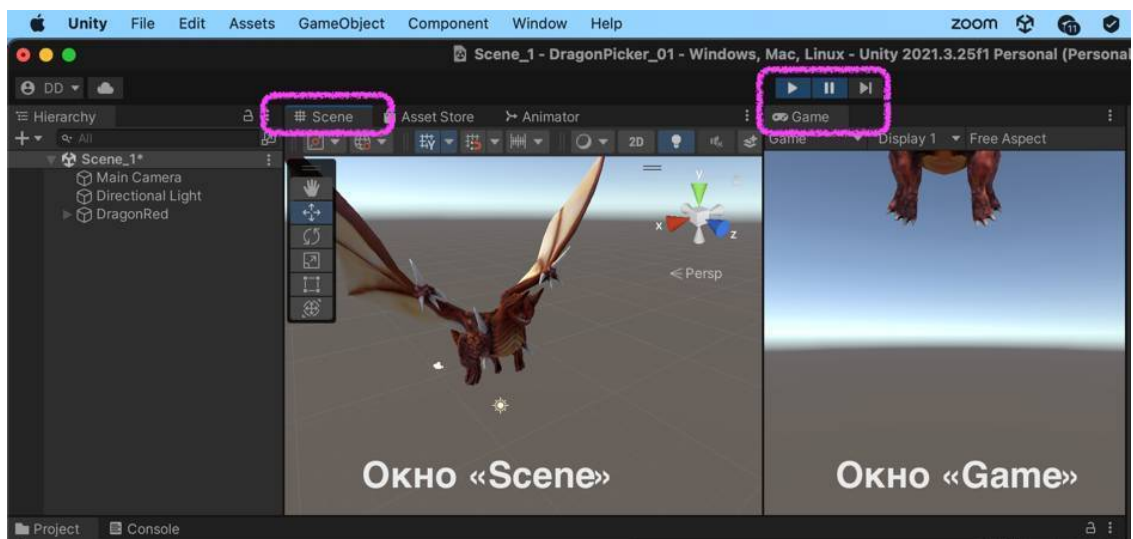 Unity File Edit Assets GameObject Component Window Help zoom
Scene_1 - DragonPicker_01 - Windows, Mac, Linux - Unity 2021.3.25f1 Personal (Personal
DD
Hierarchy Scene Asset Store Animator Game
All 2D Game Display 1 Free Aspect
Scene_1*
Main Camera
Directional Light
DragonRed
y
x
z
Persp
Окно «Scene» Окно «Game»
Project Console